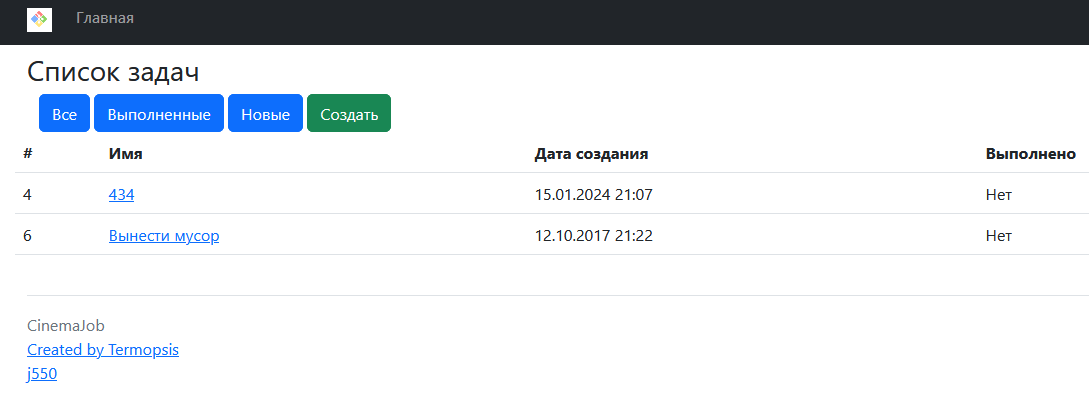 Главная
Список задач
Все Выполненные Новые Создать
# Имя Дата создания Выполнено
4 434 15.01.2024 21:07 Нет
6 Вынести мусор 12.10.2017 21:22 Нет
CinemaJob
Created by Termopsis
j550